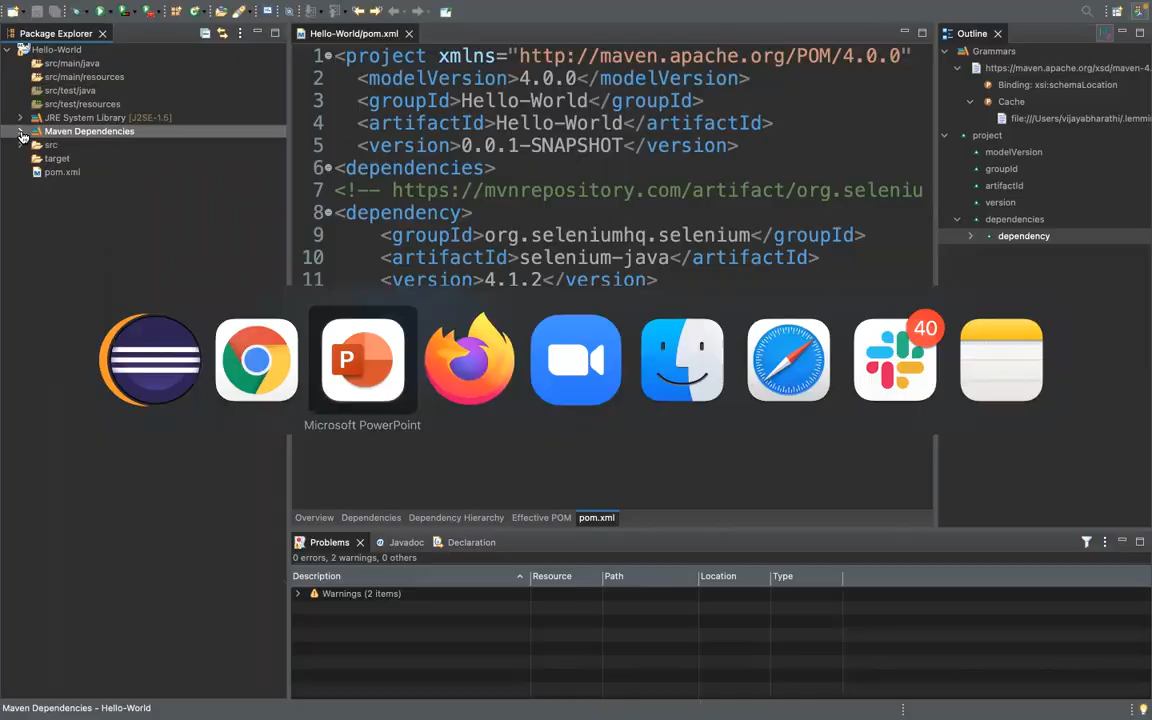 Package Explorer
Hello-World/pom.xml
Outline
Hello-World
src/main/java
src/main/resources
src/test/java
src/test/resources
JRE System Library [J2SE-1.5]
Maven Dependencies
src
target
pom.xml
1 <project xmlns="http://maven.apache.org/POM/4.0.0"
2 <modelVersion>4.0.0</modelVersion>
3 <groupId>Hello-World</groupId>
4 <artifactId>Hello-World</artifactId>
5 <version>0.0.1-SNAPSHOT</version>
6 <dependencies>
7 <!-- https://mvnrepository.com/artifact/org.seleniu
8 <dependency>
9 <groupId>org.seleniumhq.selenium</groupId>
10 <artifactId>selenium-java</artifactId>
11 <version>4.1.2</version>
Grammars
https://maven.apache.org/xsd/maven-4.
Binding: xsi:schemaLocation
Cache
file:///Users/vijayabharathi/.lemmin
project
modelVersion
groupId
artifactId
version
dependencies
dependency
P
40
Microsoft PowerPoint
Overview
Dependencies
Dependency Hierarchy
Effective POM
pom.xml
Problems
Javadoc
Declaration
0 errors, 2 warnings, 0 others
Description
Resource
Path
Location
Type
Warnings (2 items)
Maven Dependencies - Hello-World